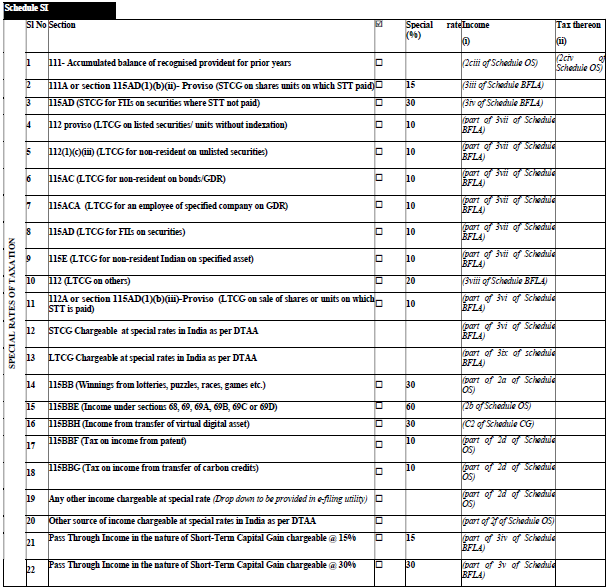 Schedule SI
Sl No Section ☑ Special rate Income Tax thereon
(%) (i) (ii)
1 111- Accumulated balance of recognised provident for prior years ☐ (2ciii of Schedule OS) (2civ of
Schedule OS)
2 111A or section 115AD(1)(b)(ii)- Proviso (STCG on shares units on which STT paid) ☐ 15 (3iii of Schedule BFLA)
3 115AD (STCG for FIIs on securities where STT not paid) ☐ 30 (3iv of Schedule BFLA)
4 112 proviso (LTCG on listed securities/ units without indexation) ☐ 10 (part of 3vii of Schedule
BFLA)
5 112(1)(c)(iii) (LTCG for non-resident on unlisted securities) ☐ 10 (part of 3vii of Schedule
BFLA)
6 115AC (LTCG for non-resident on bonds/GDR) ☐ 10 (part of 3vii of Schedule
BFLA)
7 115ACA (LTCG for an employee of specified company on GDR) ☐ 10 (part of 3vii of Schedule
BFLA)
8 115AD (LTCG for FIIs on securities) ☐ 10 (part of 3vii of Schedule
BFLA)
9 115E (LTCG for non-resident Indian on specified asset) ☐ 10 (part of 3vii of Schedule
BFLA)
10 112 (LTCG on others) ☐ 20 (3viii of Schedule BFLA)
11 112A or section 115AD(1)(b)(iii)-Proviso (LTCG on sale of shares or units on which ☐ 10 (part of 3vi of Schedule
STT is paid) BFLA)
12 STCG Chargeable at special rates in India as per DTAA (part of 3vi of Schedule
BFLA)
13 LTCG Chargeable at special rates in India as per DTAA (part of 3ix of schedule
BFLA)
14 115BB (Winnings from lotteries, puzzles, races, games etc.) ☐ 30 (part of 2a of Schedule
OS)
15 115BBE (Income under sections 68, 69, 69A, 69B, 69C or 69D) ☐ 60 (2b of Schedule OS)
16 115BBH (Income from transfer of virtual digital asset) ☐ 30 (C2 of Schedule CG)
17 115BBF (Tax on income from patent) ☐ 10 (part of 2d of Schedule
OS)
18 115BBG (Tax on income from transfer of carbon credits) ☐ 10 (part of 2d of Schedule
OS)
19 Any other income chargeable at special rate (Drop down to be provided in e-filing utility) ☐ (part of 2d of Schedule
OS)
20 Other source of income chargeable at special rates in India as per DTAA ☐ (part of 2f of Schedule OS)
21 Pass Through Income in the nature of Short-Term Capital Gain chargeable @ 15% ☐ 15 (part of 3iv of Schedule
BFLA)
22 Pass Through Income in the nature of Short-Term Capital Gain chargeable @ 30% ☐ 30 (part of 3v of Schedule
BFLA)
SPECIAL RATES OF TAXATION